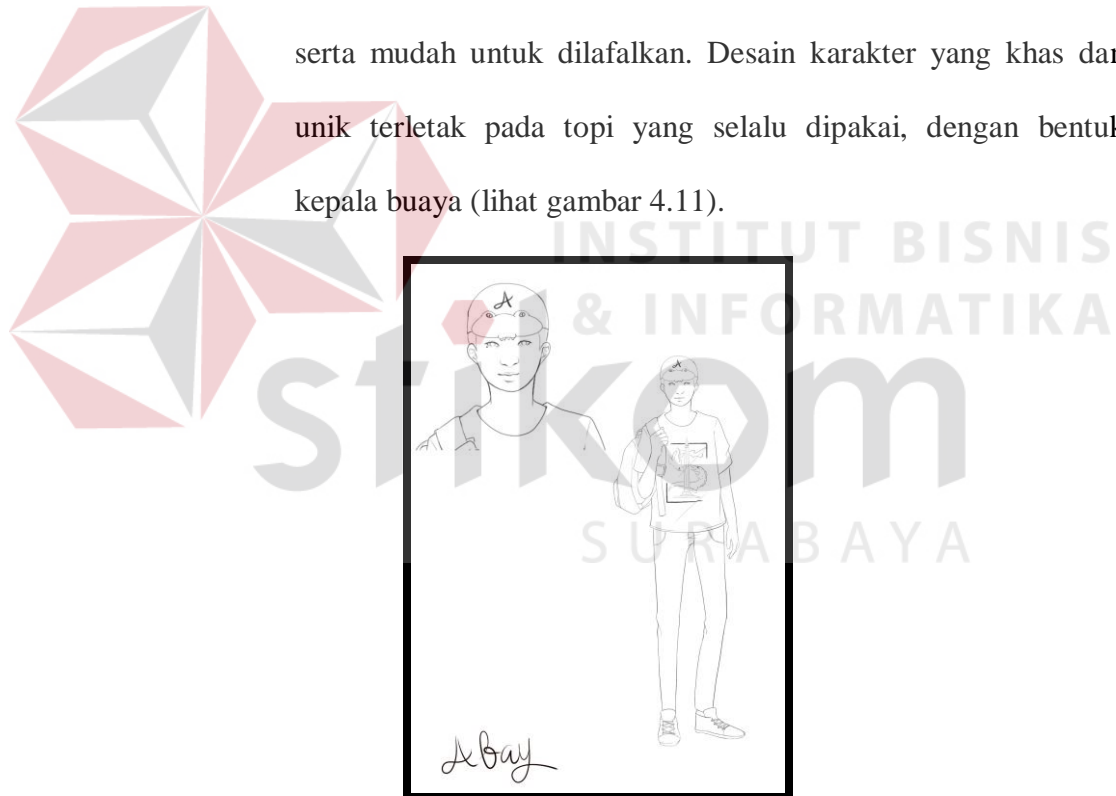 serta mudah untuk dilafalkan. Desain karakter yang khas dan
unik terletak pada topi yang selalu dipakai, dengan bentuk
kepala buaya (lihat gambar 4.11).
INSTITUT BISNIS
& INFORMATIKA
stikom
SURABAYA
A
A
ABay